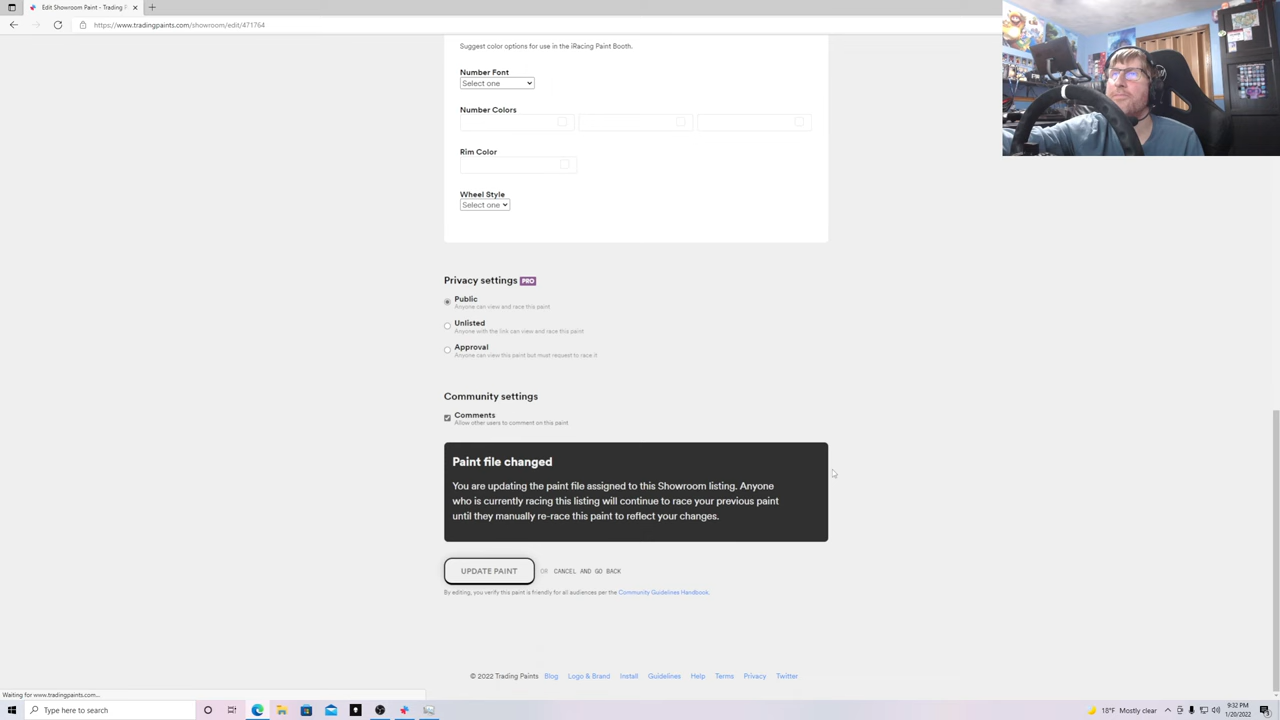 Edit Showroom Paint - Trading P
https://www.tradingpaints.com/showroom/edit/471764
Suggest color options for use in the iRacing Paint Booth.
Number Font
Select one
Number Colors
Rim Color
Wheel Style
Select one
Privacy settings PRO
Public
Anyone can view and race this paint
Unlisted
Anyone with the link can view and race this paint
Approval
Anyone can view this paint but must request to race it
Community settings
Comments
Allow other users to comment on this paint
Paint file changed
You are updating the paint file assigned to this Showroom listing. Anyone
who is currently racing this listing will continue to race your previous paint
until they manually re-race this paint to reflect your changes.
UPDATE PAINT OR CANCEL AND GO BACK
By editing, you verify this paint is friendly for all audiences per the Community Guidelines Handbook.
© 2022 Trading Paints Blog Logo & Brand Install Guidelines Help Terms Privacy Twitter
Waiting for www.tradingpaints.com...
Type here to search
18°F Mostly clear
9:32 PM
1/20/2022